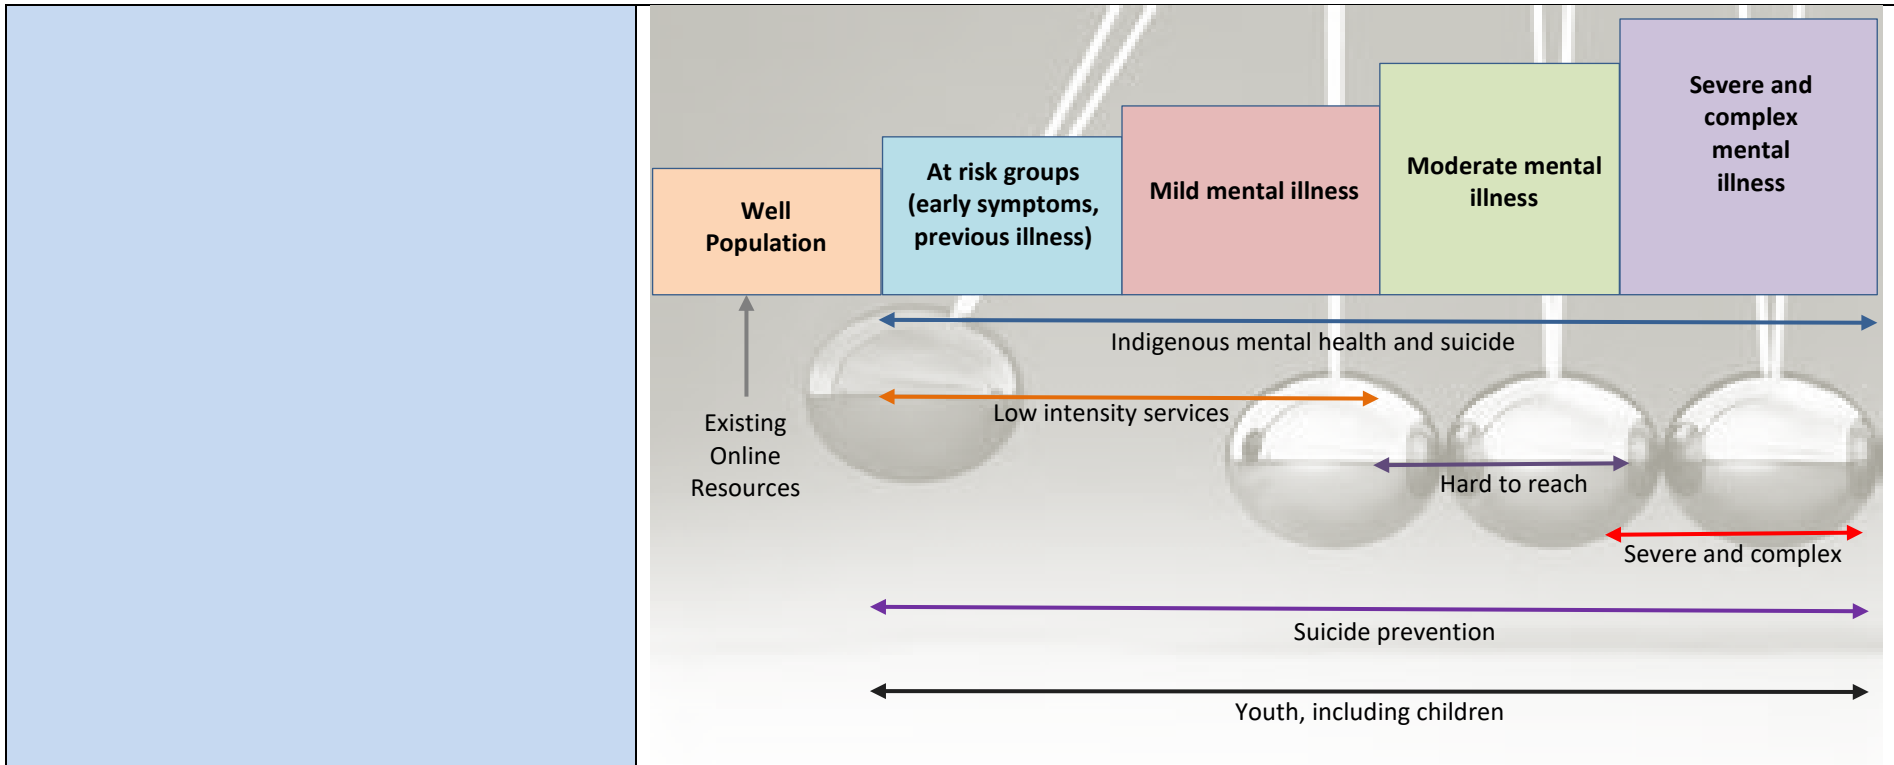 Well
Population
At risk groups
(early symptoms,
previous illness)
Mild mental illness
Moderate mental
illness
Severe and
complex
mental
illness
Indigenous mental health and suicide
Low intensity services
Existing
Online
Resources
Hard to reach
Severe and complex
Suicide prevention
Youth, including children